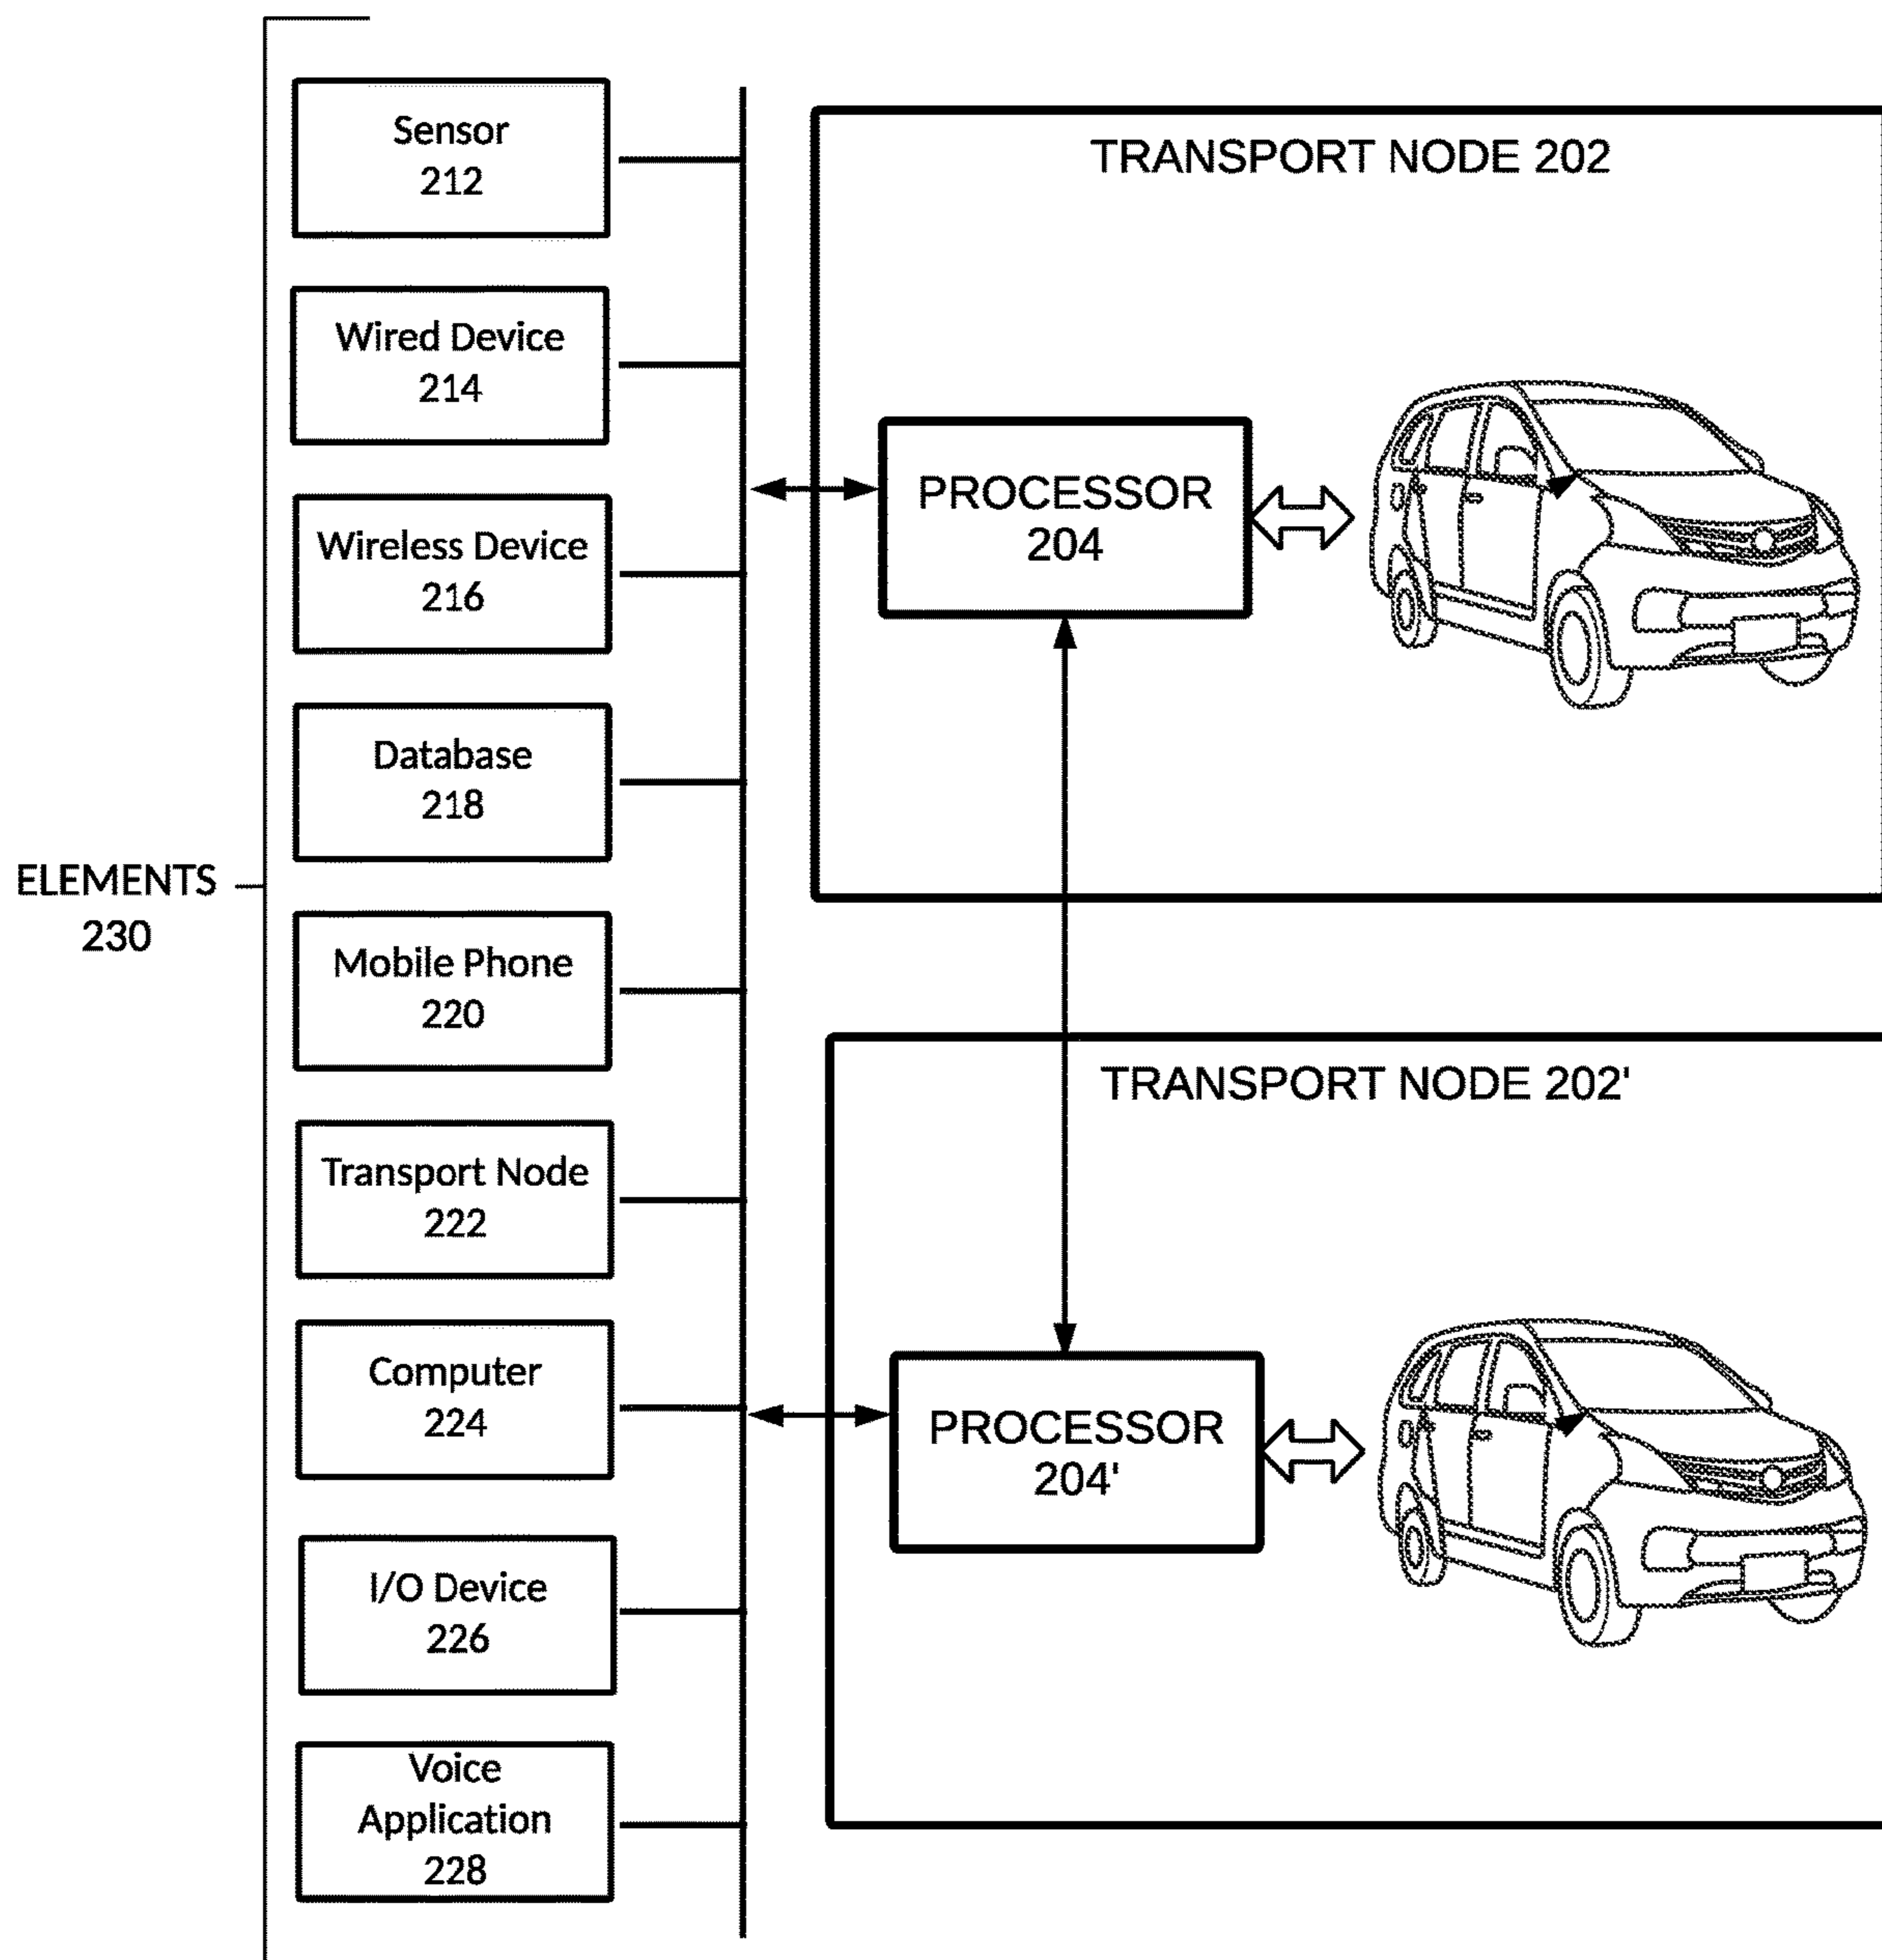 Sensor
212
Wired Device
214
Wireless Device
216
Database
218
ELEMENTS
230
Mobile Phone
220
Transport Node
222
Computer
224
I/O Device
226
Voice
Application
228
TRANSPORT NODE 202
PROCESSOR
204
TRANSPORT NODE 202'
PROCESSOR
204'